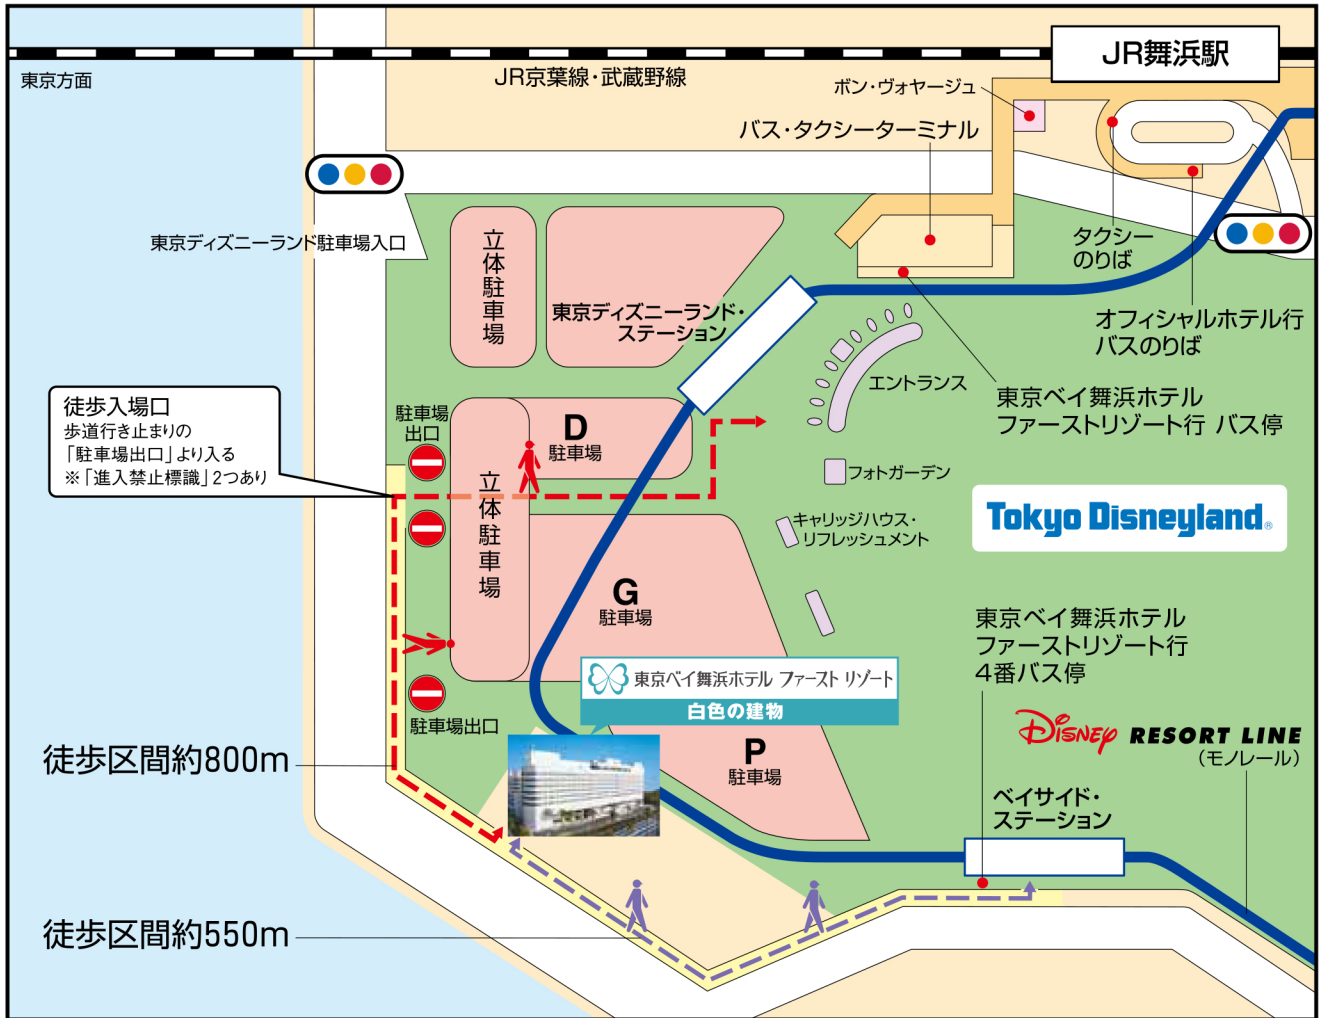 JR舞浜駅
東京方面
JR京葉線・武蔵野線
ボン・ヴォヤージュ
バス・タクシーターミナル
東京ディズニーランド駐車場入口
立体駐車場
東京ディズニーランド・
ステーション
タクシー
のりば
オフィシャルホテル行
バスのりば
エントランス
東京ベイ舞浜ホテル
ファーストリゾート行 バス停
徒歩入場口
歩道行き止まりの
「駐車場出口」より入る
※「進入禁止標識」2つあり
駐車場
出口
D
駐車場
立体駐車場
フォトガーデン
キャリッジハウス・
リフレッシュメント
Tokyo Disneyland®
G
駐車場
東京ベイ舞浜ホテル
ファーストリゾート行
4番バス停
東京ベイ舞浜ホテル ファースト リゾート
白色の建物
駐車場出口
P
駐車場
Disney RESORT LINE
(モノレール)
徒歩区間約800m
ベイサイド・
ステーション
徒歩区間約550m